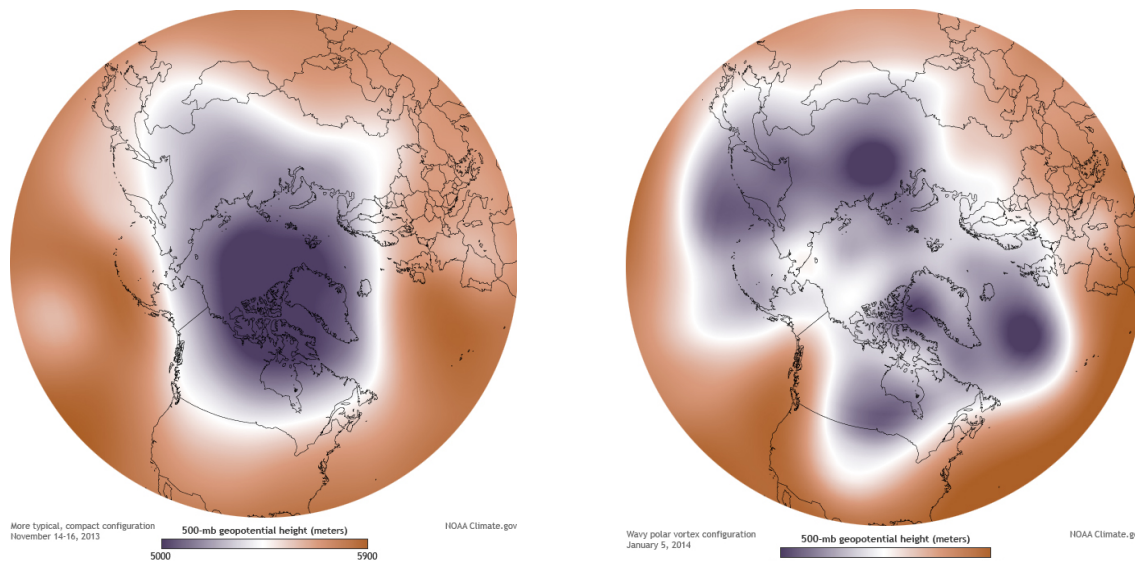 More typical, compact configuration
November 14-16, 2013
500-mb geopotential height (meters)
NOAA Climate.gov
5000
5900
Wavy polar vortex configuration
January 5, 2014
500-mb geopotential height (meters)
NOAA Climate.go